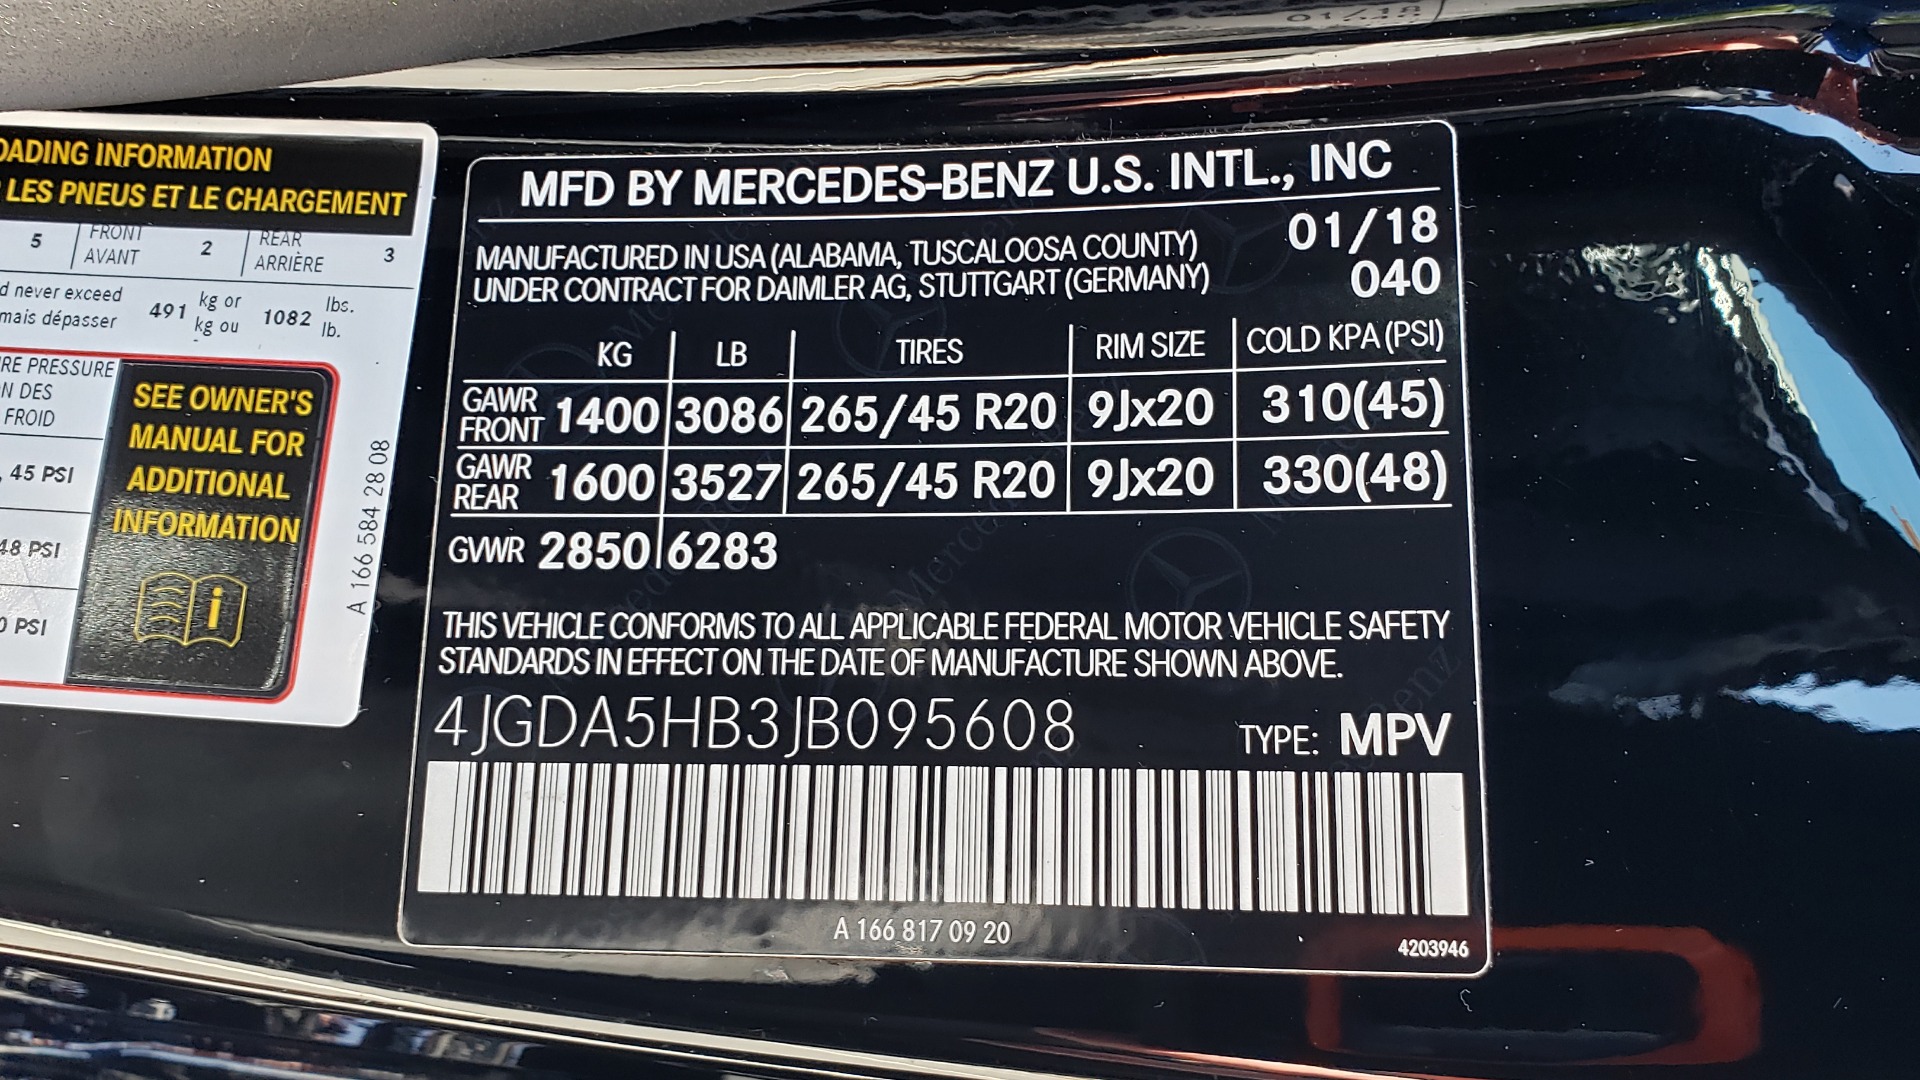 OADING INFORMATION
LES PNEUS ET LE CHARGEMENT
5 FRONT AVANT 2 REAR ARRIÈRE 3
never exceed
mais dépasser
491 kg or kg ou 1082 lbs. lb.
RE PRESSURE
N DES
FROID
45 PSI
48 PSI
0 PSI
SEE OWNER'S
MANUAL FOR
ADDITIONAL
INFORMATION
i
A 166 584 28 08
MFD BY MERCEDES-BENZ U.S. INTL., INC
MANUFACTURED IN USA (ALABAMA, TUSCALOOSA COUNTY) 01/18
UNDER CONTRACT FOR DAIMLER AG, STUTTGART (GERMANY) 040
KG LB TIRES RIM SIZE COLD KPA (PSI)
GAWR FRONT 1400 3086 265/45 R20 9Jx20 310(45)
GAWR REAR 1600 3527 265/45 R20 9Jx20 330(48)
GVWR 2850 6283
THIS VEHICLE CONFORMS TO ALL APPLICABLE FEDERAL MOTOR VEHICLE SAFETY
STANDARDS IN EFFECT ON THE DATE OF MANUFACTURE SHOWN ABOVE.
4JGDA5HB3JB095608 TYPE: MPV
A 166 817 09 20
4203946